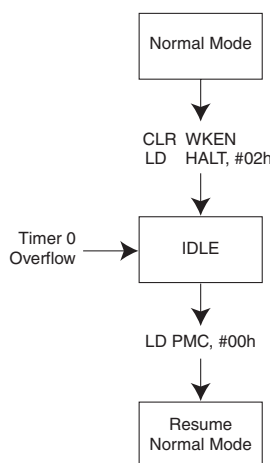 Normal Mode
CLR WKEN
LD HALT, #02h
Timer 0
Overflow
IDLE
LD PMC, #00h
Resume
Normal Mode